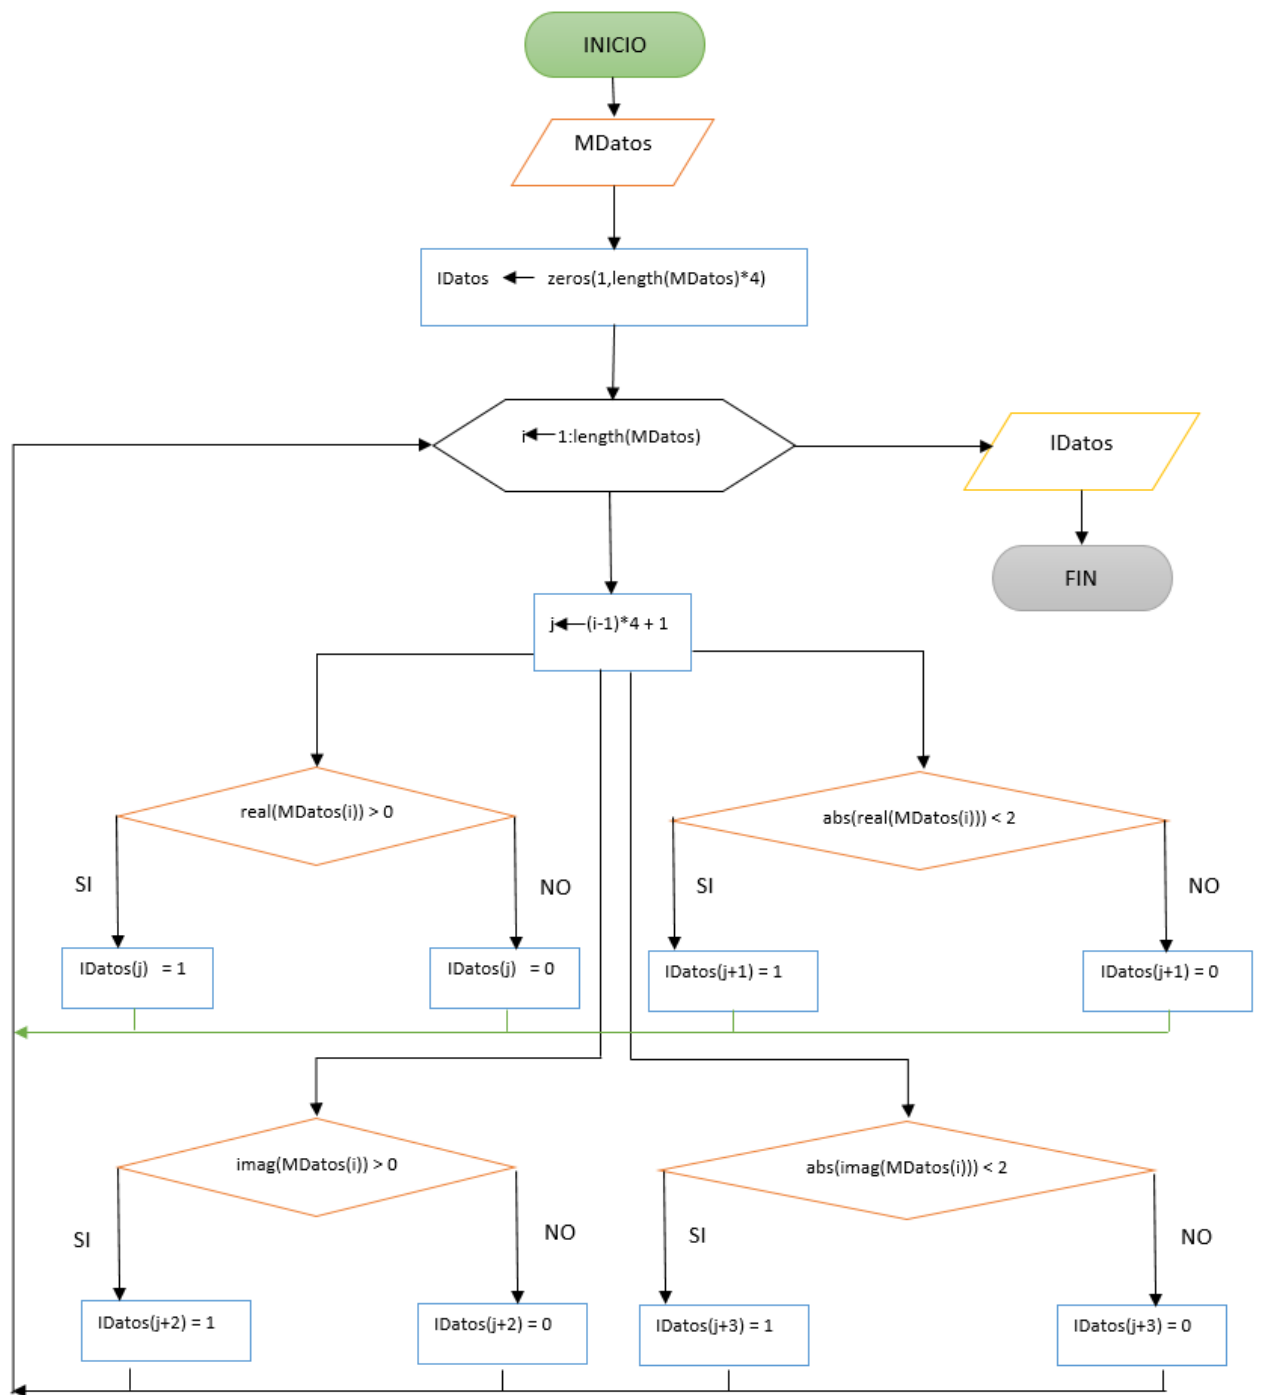 INICIO
MDatos
IDatos ← zeros(1,length(MDatos)*4)
i←1:length(MDatos)
IDatos
FIN
j←(i-1)*4 + 1
real(MDatos(i)) > 0
abs(real(MDatos(i))) < 2
SI
NO
SI
NO
IDatos(j) = 1
IDatos(j) = 0
IDatos(j+1) = 1
IDatos(j+1) = 0
imag(MDatos(i)) > 0
abs(imag(MDatos(i))) < 2
SI
NO
SI
NO
IDatos(j+2) = 1
IDatos(j+2) = 0
IDatos(j+3) = 1
IDatos(j+3) = 0